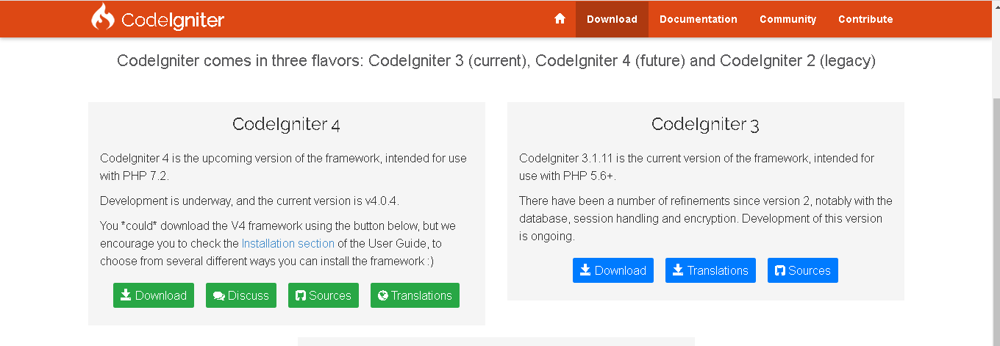 CodeIgniter
Download
Documentation
Community
Contribute
CodeIgniter comes in three flavors: CodeIgniter 3 (current), CodeIgniter 4 (future) and CodeIgniter 2 (legacy)
CodeIgniter 4
CodeIgniter 4 is the upcoming version of the framework, intended for use
with PHP 7.2.
Development is underway, and the current version is v4.0.4.
You *could* download the V4 framework using the button below, but we
encourage you to check the Installation section of the User Guide, to
choose from several different ways you can install the framework :)
Download
Discuss
Sources
Translations
CodeIgniter 3
CodeIgniter 3.1.11 is the current version of the framework, intended for
use with PHP 5.6+.
There have been a number of refinements since version 2, notably with the
database, session handling and encryption. Development of this version
is ongoing.
Download
Translations
Sources